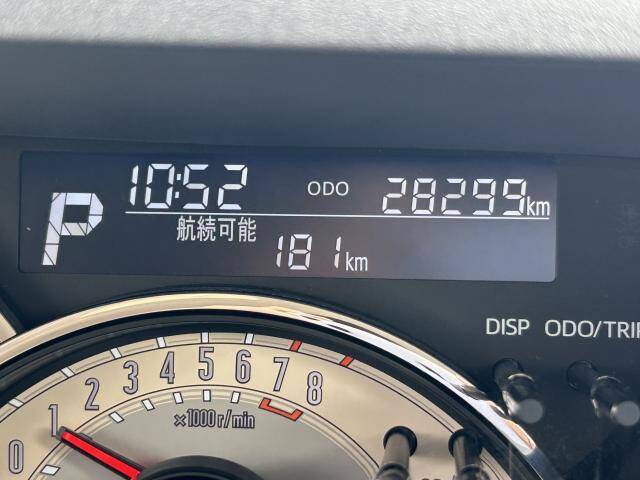 10:52 ODO 28299km
P
航続可能
181km
DISP ODO/TRIP
0 1 2 3 4 5 6 7 8
×1000r/min